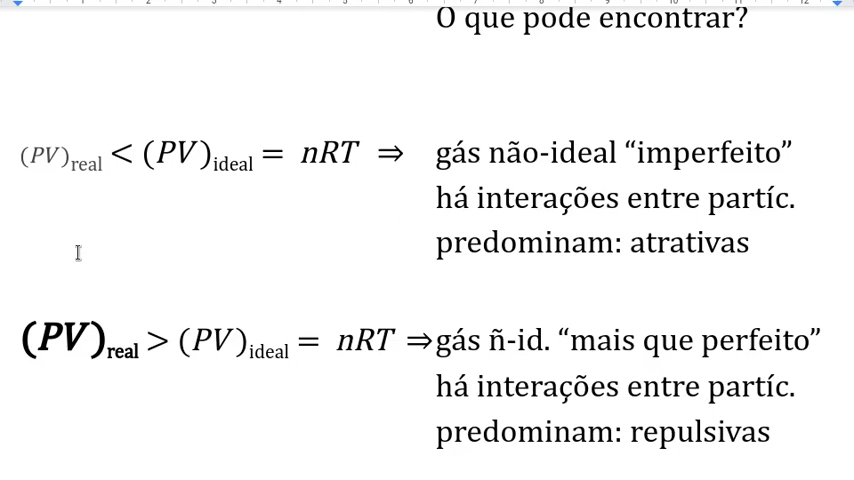 O que pode encontrar?
(PV)real < (PV)ideal = nRT ⇒ gás não-ideal “imperfeito”
há interações entre partíc.
predominam: atrativas
(PV)real > (PV)ideal = nRT ⇒ gás ñ-id. “mais que perfeito”
há interações entre partíc.
predominam: repulsivas